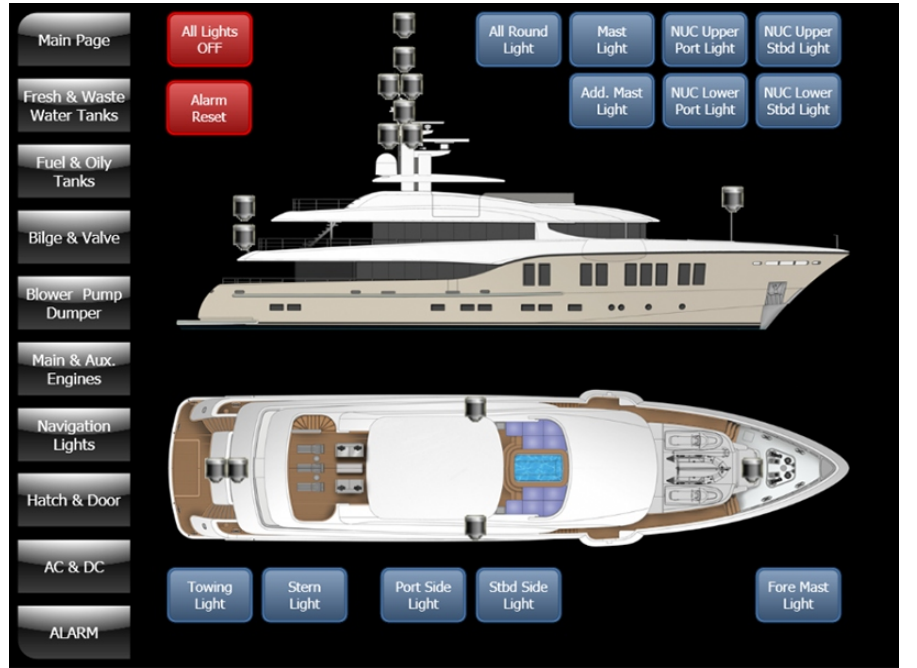 Main Page
Fresh & Waste
Water Tanks
Fuel & Oily
Tanks
Bilge & Valve
Blower Pump
Dumper
Main & Aux.
Engines
Navigation
Lights
Hatch & Door
AC & DC
ALARM
All Lights
OFF
Alarm
Reset
All Round
Light
Mast
Light
NUC Upper
Port Light
NUC Upper
Stbd Light
Add. Mast
Light
NUC Lower
Port Light
NUC Lower
Stbd Light
Towing
Light
Stern
Light
Port Side
Light
Stbd Side
Light
Fore Mast
Light